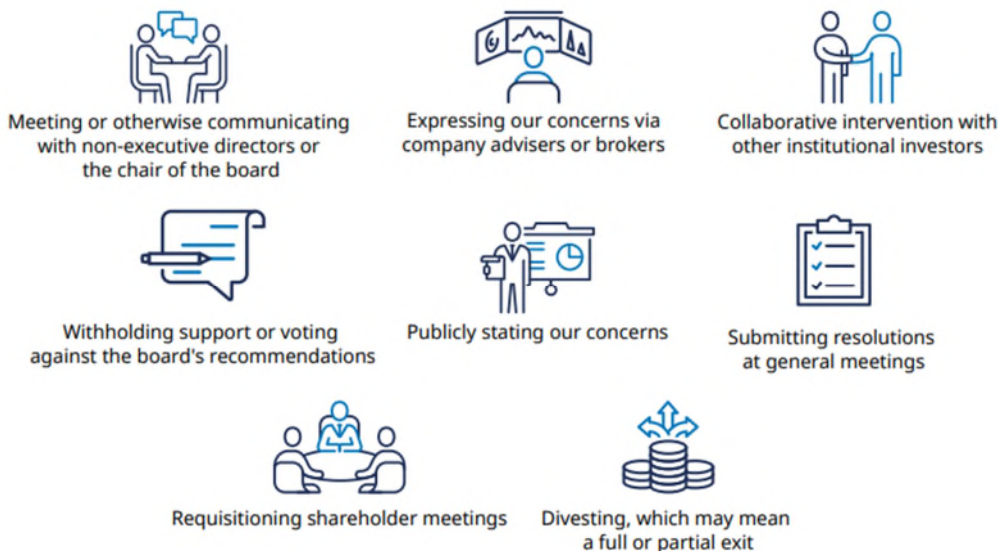 Meeting or otherwise communicating
with non-executive directors or
the chair of the board
Expressing our concerns via
company advisers or brokers
Collaborative intervention with
other institutional investors
Withholding support or voting
against the board's recommendations
Publicly stating our concerns
Submitting resolutions
at general meetings
Requisitioning shareholder meetings
Divesting, which may mean
a full or partial exit